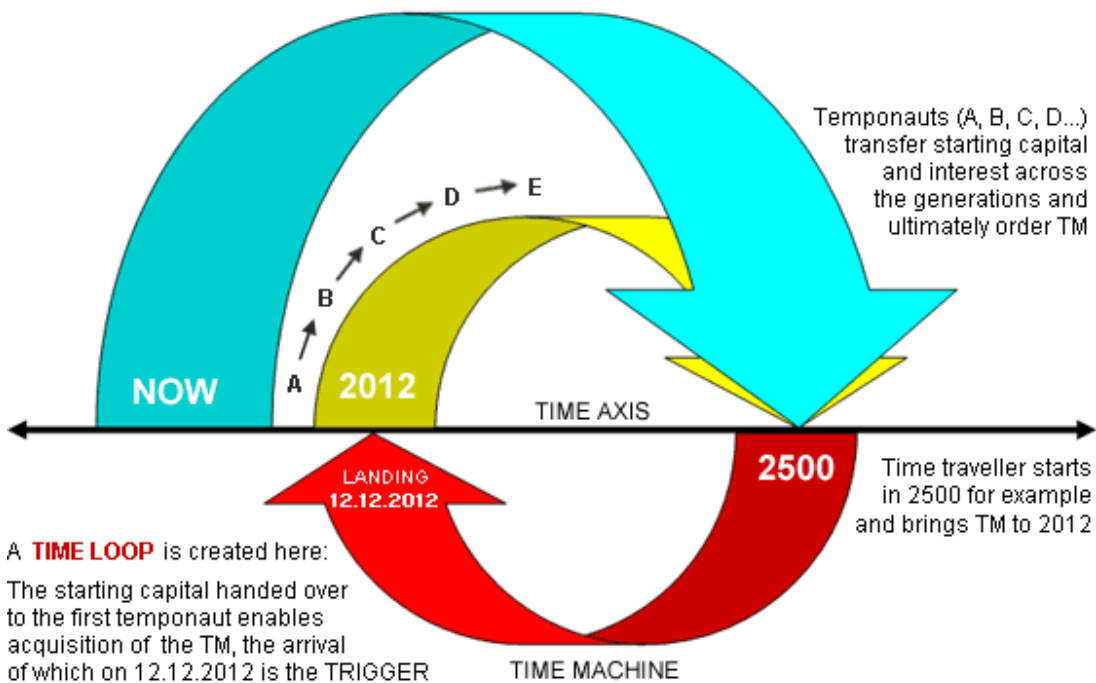 Temponauts (A, B, C, D...)
transfer starting capital
and interest across
the generations and
ultimately order TM
A
B
C
D
E
NOW
2012
TIME AXIS
LANDING
12.12.2012
2500
Time traveller starts
in 2500 for example
and brings TM to 2012
A TIME LOOP is created here:
The starting capital handed over
to the first temponaut enables
acquisition of the TM, the arrival
of which on 12.12.2012 is the TRIGGER
TIME MACHINE